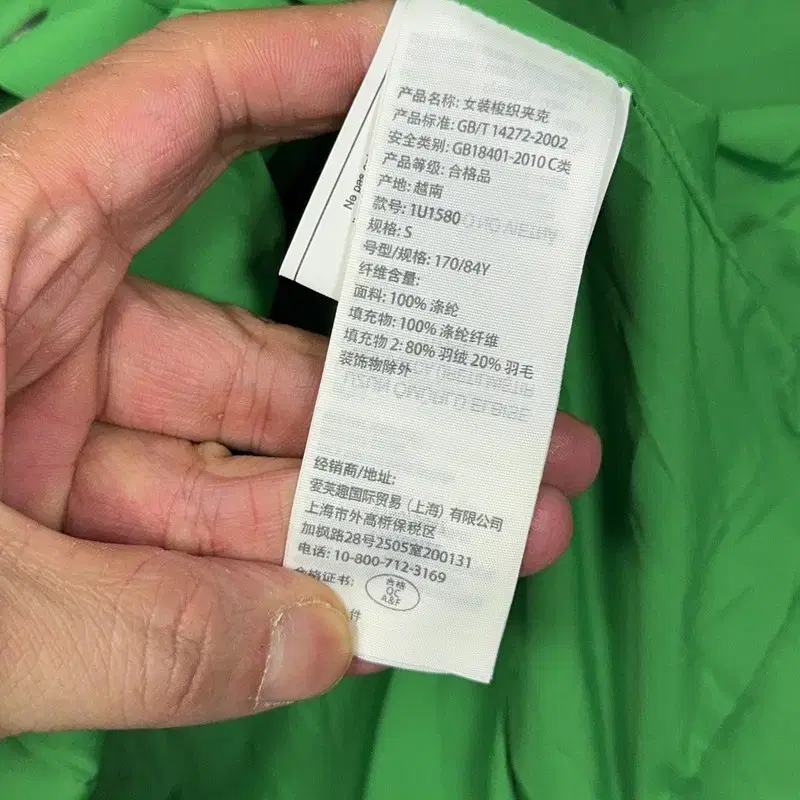 产品名称: 女装梭织夹克
产品标准: GB/T 14272-2002
安全类别: GB18401-2010 C类
产品等级: 合格品
产地: 越南
款号: 1U1580
规格: S
号型/规格: 170/84Y
纤维含量:
面料: 100% 涤纶
填充物: 100% 涤纶纤维
填充物 2: 80% 羽绒 20% 羽毛
装饰物除外
经销商/地址:
爱芙趣国际贸易 (上海) 有限公司
上海市外高桥保税区
加枫路28号2505室200131
电话: 10-800-712-3169
合格证书:
合格
QC
A&F
件